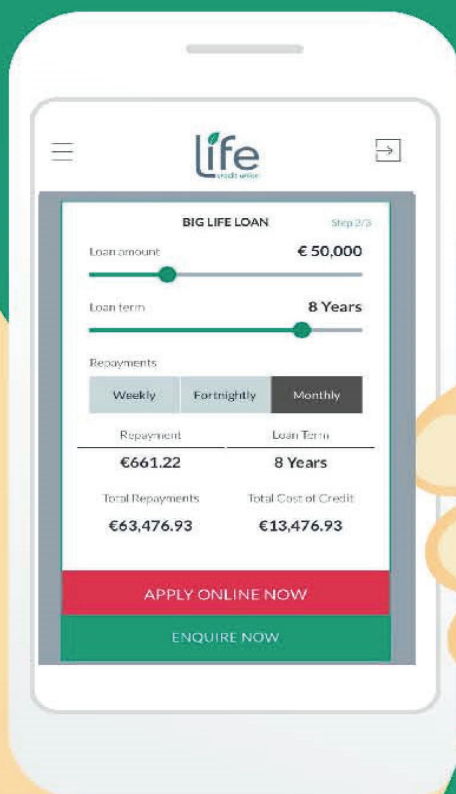 life
credit union
BIG LIFE LOAN Step 2/3
Loan amount € 50,000
Loan term 8 Years
Repayments
Weekly Fortnightly Monthly
Repayment Loan Term
€661.22 8 Years
Total Repayments Total Cost of Credit
€63,476.93 €13,476.93
APPLY ONLINE NOW
ENQUIRE NOW